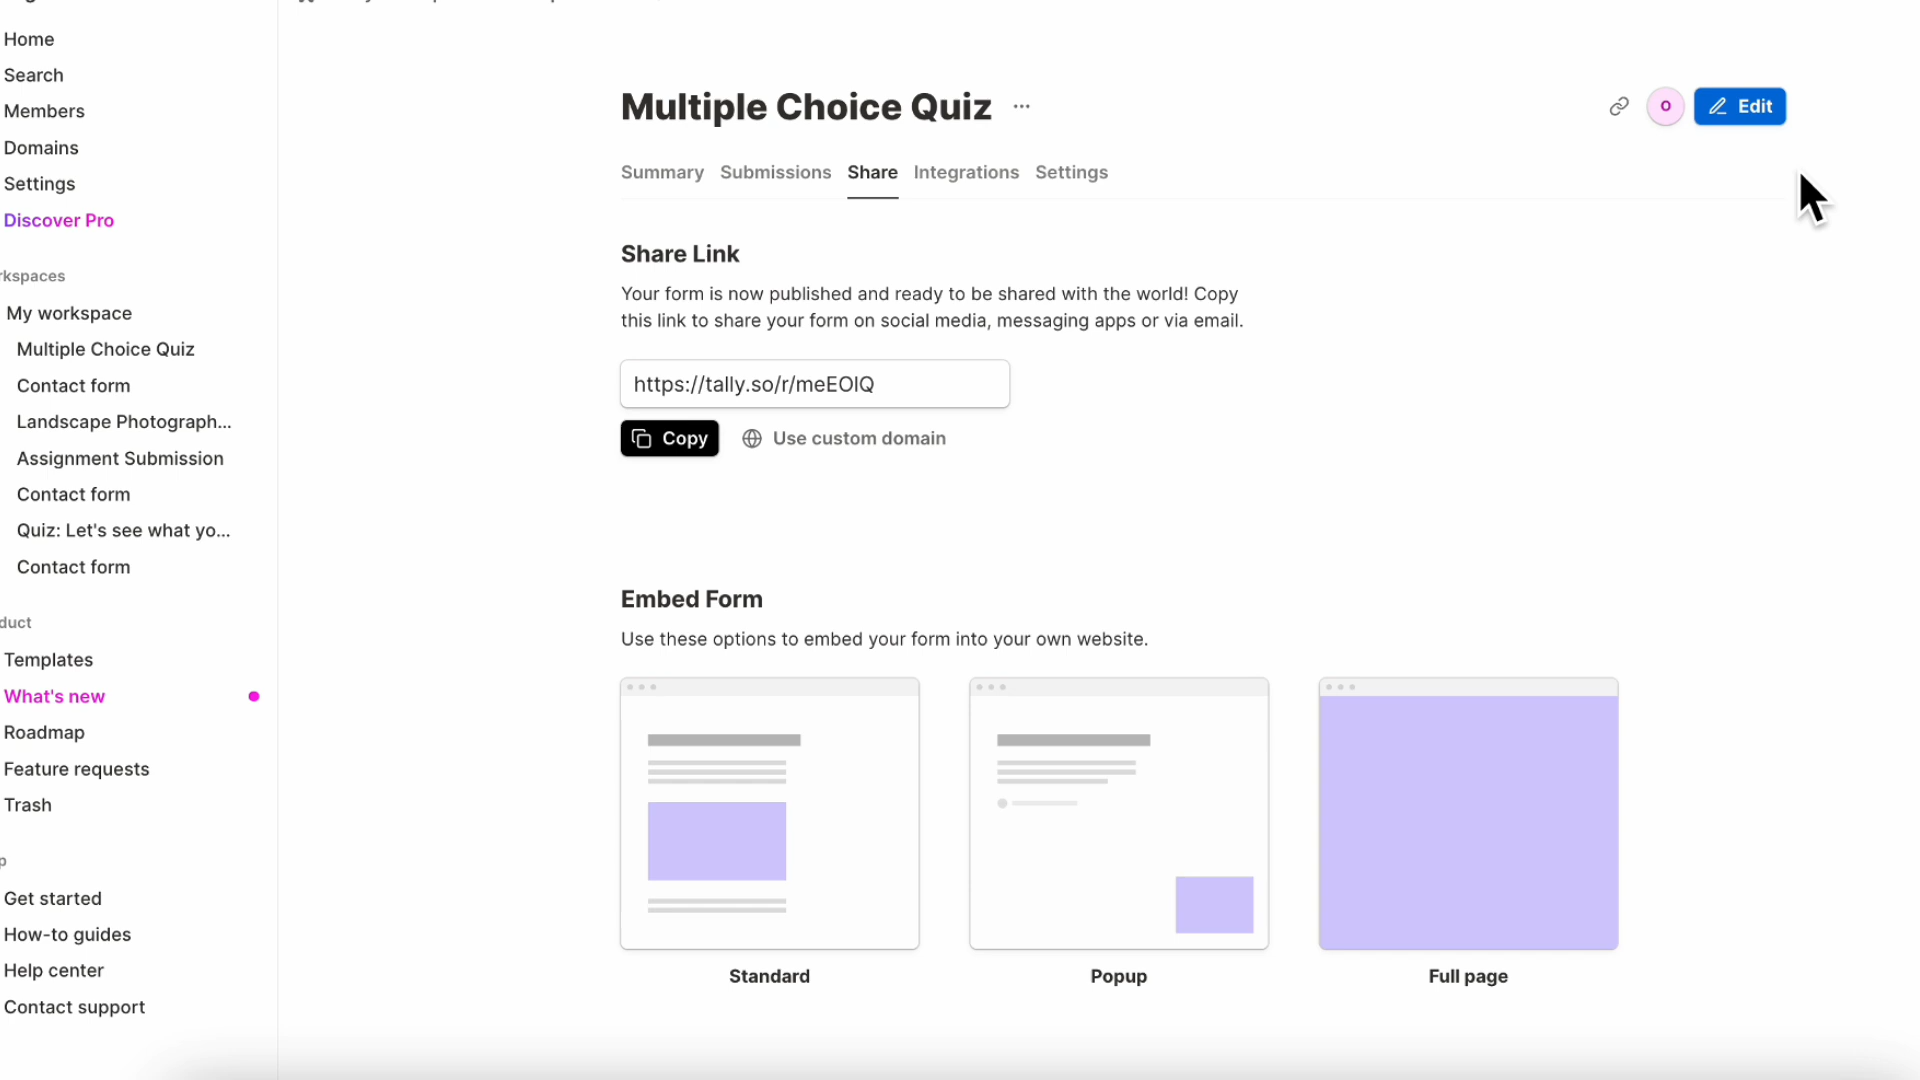 Home
Search
Members
Domains
Settings
Discover Pro
rkspaces
My workspace
Multiple Choice Quiz
Contact form
Landscape Photograph...
Assignment Submission
Contact form
Quiz: Let's see what yo...
Contact form
duct
Templates
What's new
Roadmap
Feature requests
Trash
p
Get started
How-to guides
Help center
Contact support
Multiple Choice Quiz ...
O
Edit
Summary Submissions Share Integrations Settings
Share Link
Your form is now published and ready to be shared with the world! Copy
this link to share your form on social media, messaging apps or via email.
https://tally.so/r/meEOlQ
Copy
Use custom domain
Embed Form
Use these options to embed your form into your own website.
Standard
Popup
Full page